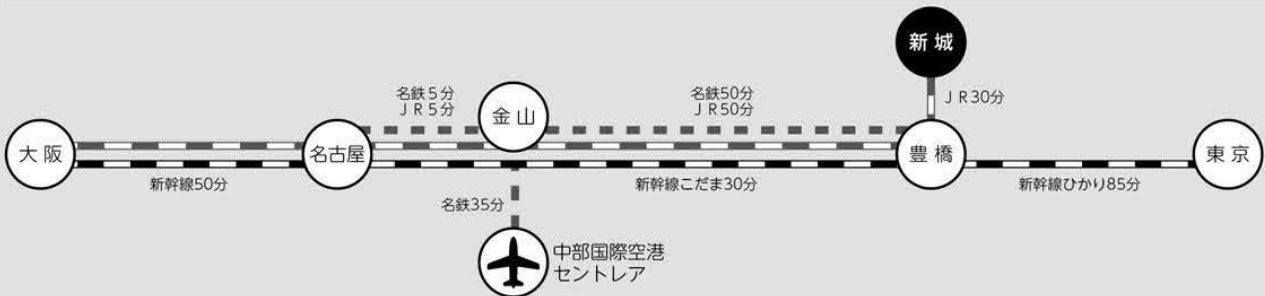 新城
名鉄5分
JR5分
名鉄50分
JR50分
JR30分
金山
大阪
名古屋
豊橋
東京
新幹線50分
新幹線こだま30分
新幹線ひかり85分
名鉄35分
中部国際空港
セントレア